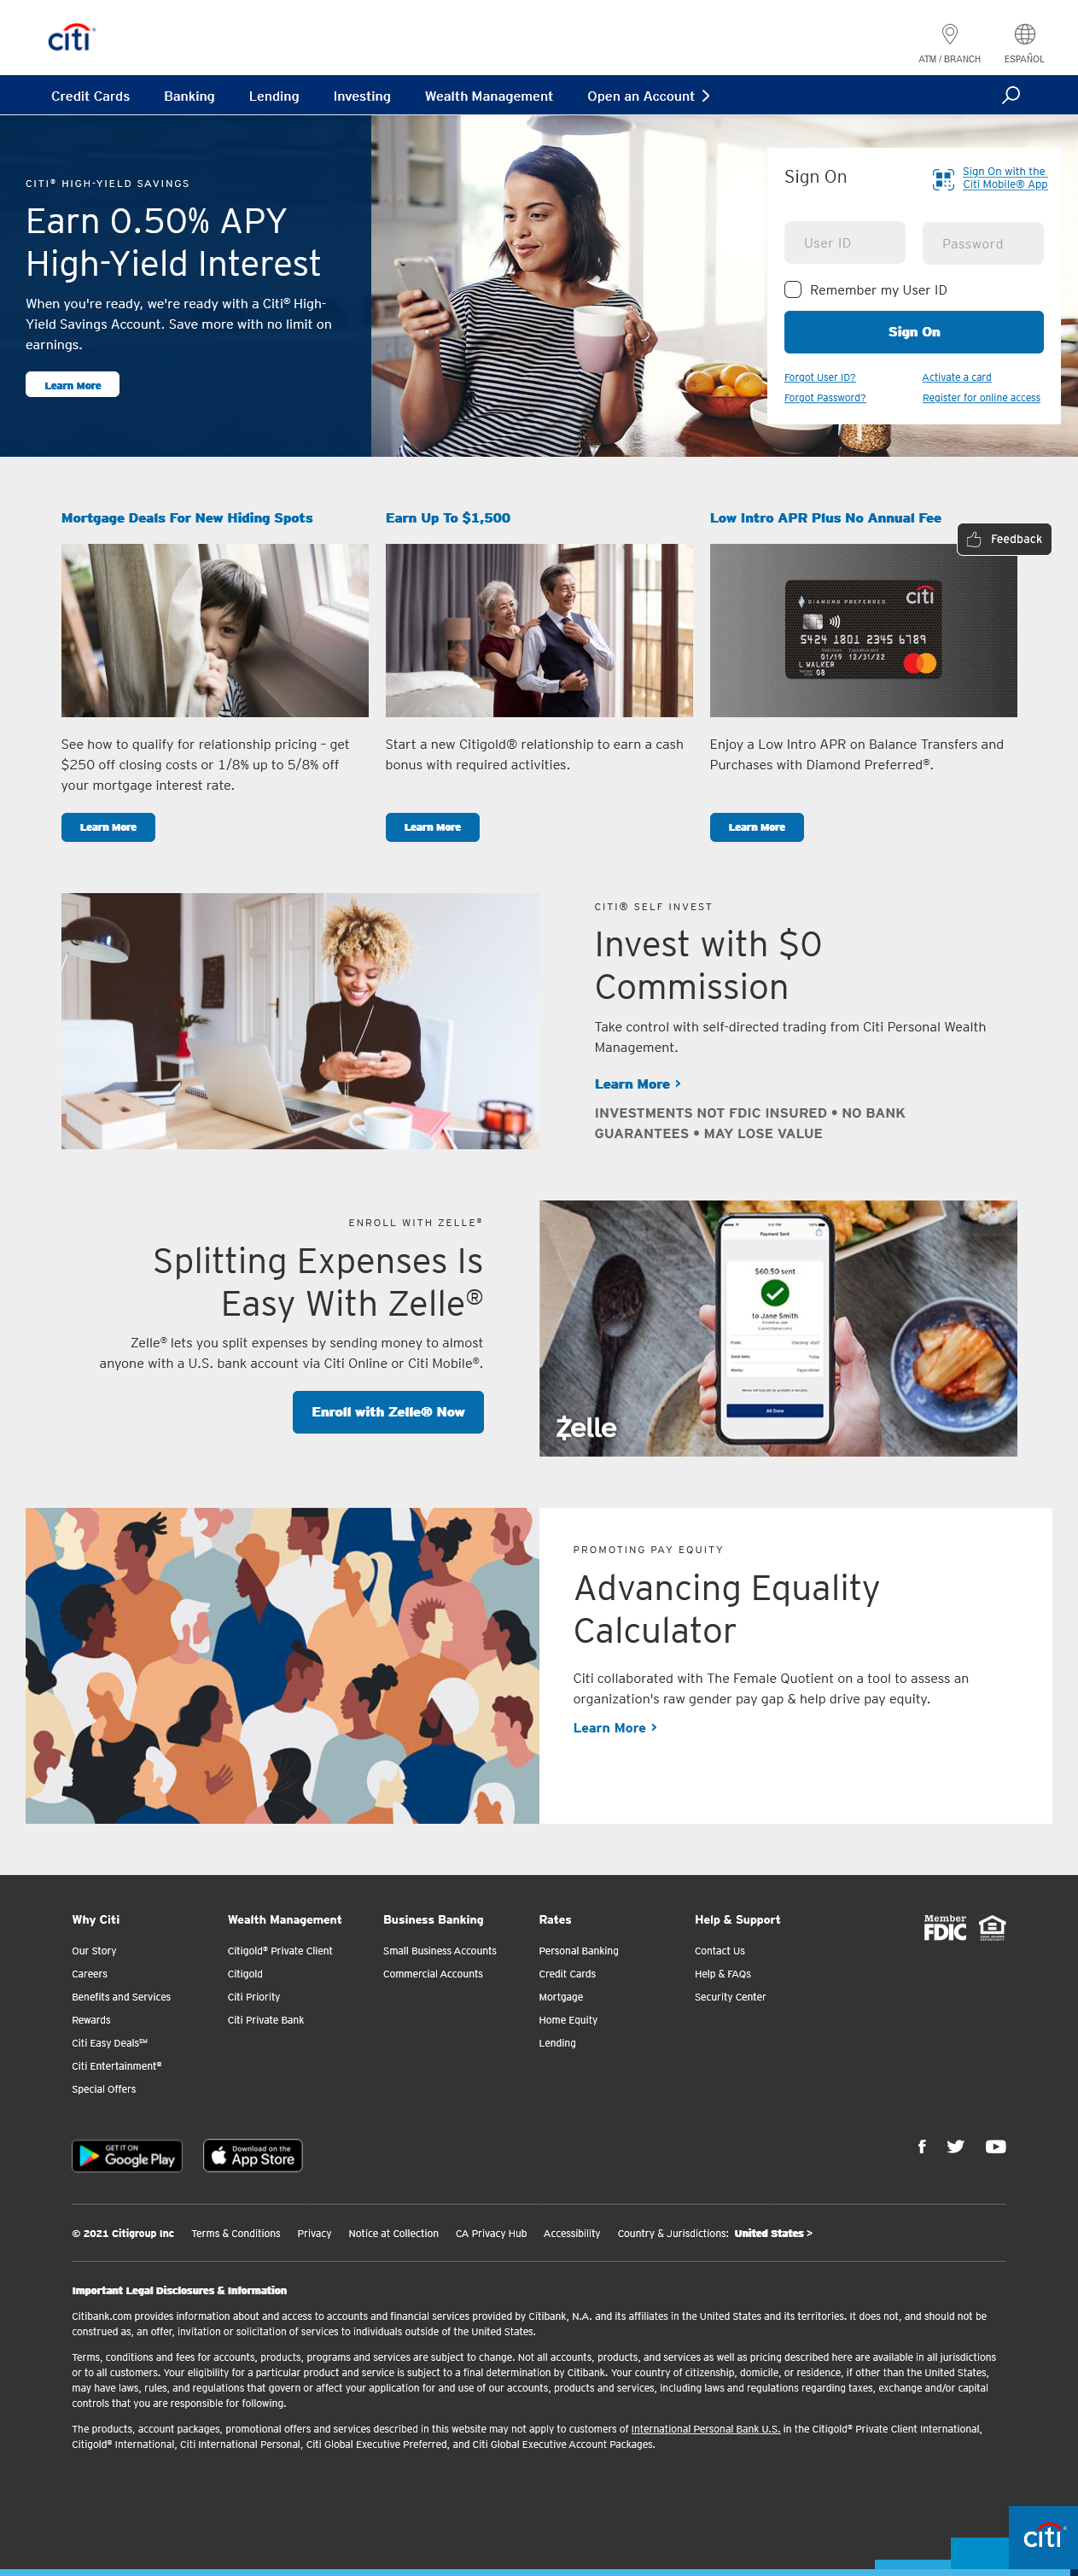 citi
ATM / BRANCH
ESPAÑOL
Credit Cards
Banking
Lending
Investing
Wealth Management
Open an Account
CITI® HIGH-YIELD SAVINGS
Earn 0.50% APY
High-Yield Interest
When you're ready, we're ready with a Citi® High-
Yield Savings Account. Save more with no limit on
earnings.
Learn More
Sign On
Sign On with the
Citi Mobile® App
User ID
Password
Remember my User ID
Sign On
Forgot User ID?
Activate a card
Forgot Password?
Register for online access
Mortgage Deals For New Hiding Spots
Earn Up To $1,500
Low Intro APR Plus No Annual Fee
Feedback
DIAMOND PREFERRED
citi
5424 1801 2345 6789
01/19 12/31/22
L WALKER
08
See how to qualify for relationship pricing – get
$250 off closing costs or 1/8% up to 5/8% off
your mortgage interest rate.
Start a new Citigold® relationship to earn a cash
bonus with required activities.
Enjoy a Low Intro APR on Balance Transfers and
Purchases with Diamond Preferred®.
Learn More
Learn More
Learn More
CITI® SELF INVEST
Invest with $0
Commission
Take control with self-directed trading from Citi Personal Wealth
Management.
Learn More >
INVESTMENTS NOT FDIC INSURED • NO BANK
GUARANTEES • MAY LOSE VALUE
ENROLL WITH ZELLE®
Splitting Expenses Is
Easy With Zelle®
Zelle® lets you split expenses by sending money to almost
anyone with a U.S. bank account via Citi Online or Citi Mobile®.
Enroll with Zelle® Now
Payment Sent
$60.50 sent
to Jane Smith
All Done
Zelle
PROMOTING PAY EQUITY
Advancing Equality
Calculator
Citi collaborated with The Female Quotient on a tool to assess an
organization's raw gender pay gap & help drive pay equity.
Learn More >
Why Citi
Our Story
Careers
Benefits and Services
Rewards
Citi Easy Deals℠
Citi Entertainment®
Special Offers
Wealth Management
Citigold® Private Client
Citigold
Citi Priority
Citi Private Bank
Business Banking
Small Business Accounts
Commercial Accounts
Rates
Personal Banking
Credit Cards
Mortgage
Home Equity
Lending
Help & Support
Contact Us
Help & FAQs
Security Center
Member
FDIC
EQUAL HOUSING
OPPORTUNITY
GET IT ON
Google Play
Download on the
App Store
© 2021 Citigroup Inc
Terms & Conditions
Privacy
Notice at Collection
CA Privacy Hub
Accessibility
Country & Jurisdictions: United States >
Important Legal Disclosures & Information
Citibank.com provides information about and access to accounts and financial services provided by Citibank, N.A. and its affiliates in the United States and its territories. It does not, and should not be
construed as, an offer, invitation or solicitation of services to individuals outside of the United States.
Terms, conditions and fees for accounts, products, programs and services are subject to change. Not all accounts, products, and services as well as pricing described here are available in all jurisdictions
or to all customers. Your eligibility for a particular product and service is subject to a final determination by Citibank. Your country of citizenship, domicile, or residence, if other than the United States,
may have laws, rules, and regulations that govern or affect your application for and use of our accounts, products and services, including laws and regulations regarding taxes, exchange and/or capital
controls that you are responsible for following.
The products, account packages, promotional offers and services described in this website may not apply to customers of International Personal Bank U.S. in the Citigold® Private Client International,
Citigold® International, Citi International Personal, Citi Global Executive Preferred, and Citi Global Executive Account Packages.
citi